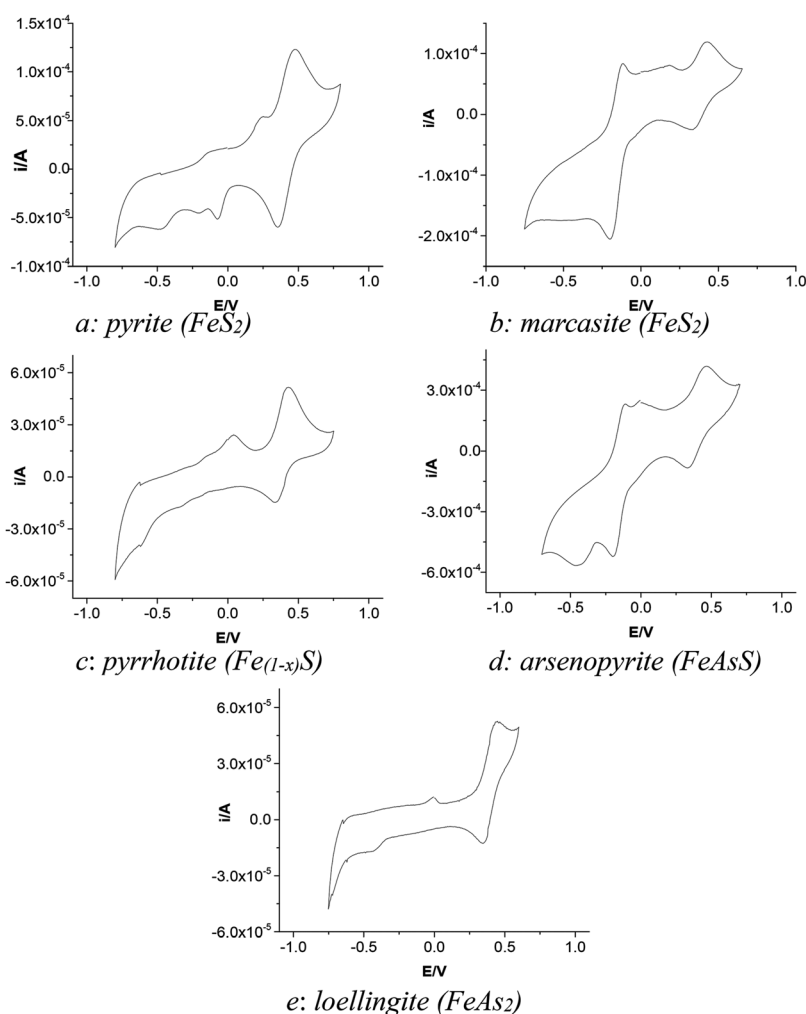 1.5x10⁻⁴
1.0x10⁻⁴
5.0x10⁻⁵
0.0
-5.0x10⁻⁵
-1.0x10⁻⁴
i/A
-1.0 -0.5 0.0 0.5 1.0
E/V
a: pyrite (FeS₂)
1.0x10⁻⁴
0.0
-1.0x10⁻⁴
-2.0x10⁻⁴
i/A
-1.0 -0.5 0.0 0.5 1.0
E/V
b: marcasite (FeS₂)
6.0x10⁻⁵
3.0x10⁻⁵
0.0
-3.0x10⁻⁵
-6.0x10⁻⁵
i/A
-1.0 -0.5 0.0 0.5 1.0
E/V
c: pyrrhotite (Fe₍₁₋ₓ₎S)
3.0x10⁻⁴
0.0
-3.0x10⁻⁴
-6.0x10⁻⁴
i/A
-1.0 -0.5 0.0 0.5 1.0
E/V
d: arsenopyrite (FeAsS)
6.0x10⁻⁵
3.0x10⁻⁵
0.0
-3.0x10⁻⁵
-6.0x10⁻⁵
i/A
-1.0 -0.5 0.0 0.5 1.0
E/V
e: loellingite (FeAs₂)